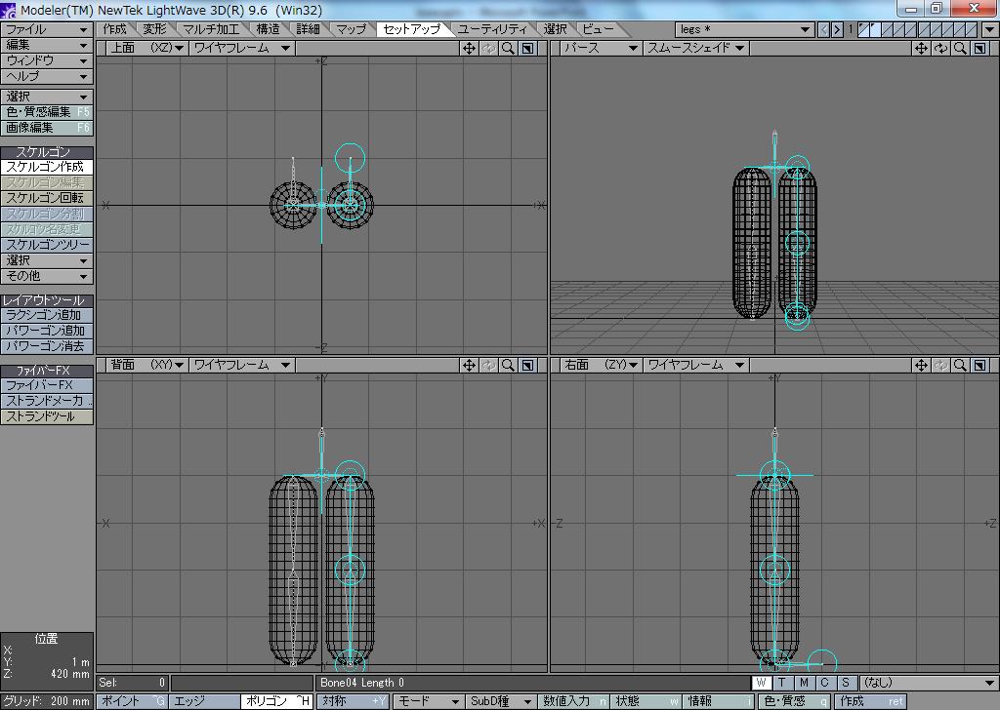 Modeler(TM) NewTek LightWave 3D(R) 9.6 (Win32)
ファイル
作成 変形 マルチ加工 構造 詳細 マップ セットアップ ユーティリティ 選択 ビュー legs * 1
編集
上面 (XZ) ワイヤフレーム
パース スムースシェイド
ウィンドウ
ヘルプ
選択
色・質感編集 F5
画像編集 F6
スケルゴン
スケルゴン作成
スケルゴン編集
スケルゴン回転
スケルゴン分割
スケルゴン名変更
スケルゴンツリー
選択
その他
レイアウトツール
ラクシゴン追加
パワーゴン追加
パワーゴン消去
ファイバーFX
ファイバーFX
ストランドメーカ..
ストランドツール
+Z
-X
+X
-Z
背面 (XY) ワイヤフレーム
右面 (ZY) ワイヤフレーム
+Y
-X
+X
+Y
-Z
+Z
位置
X:
Y: 1 m
Z: 420 mm
Sel: 0
Bone04 Length 0
W T M C S (なし)
グリッド: 200 mm
ポイント ^G エッジ ポリゴン ^H 対称 +Y モード SubD種 数値入力 n 状態 w 情報 i 色・質感 q 作成 ret